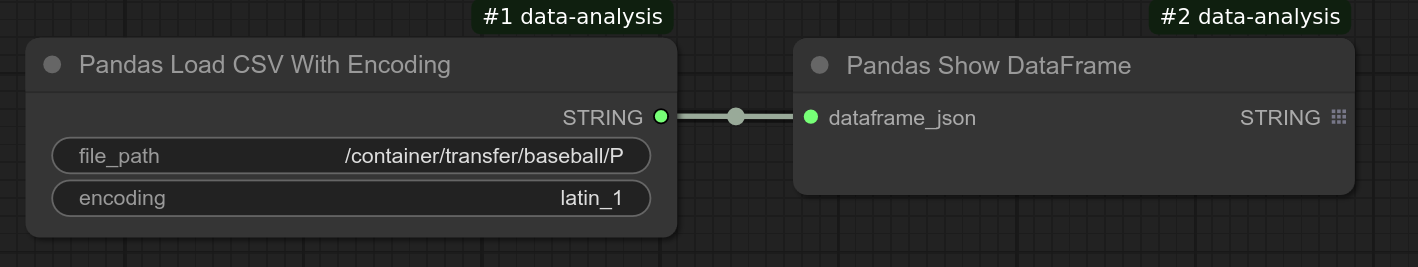 #1 data-analysis
#2 data-analysis
Pandas Load CSV With Encoding
Pandas Show DataFrame
STRING
dataframe_json
STRING
file_path /container/transfer/baseball/P
encoding latin_1